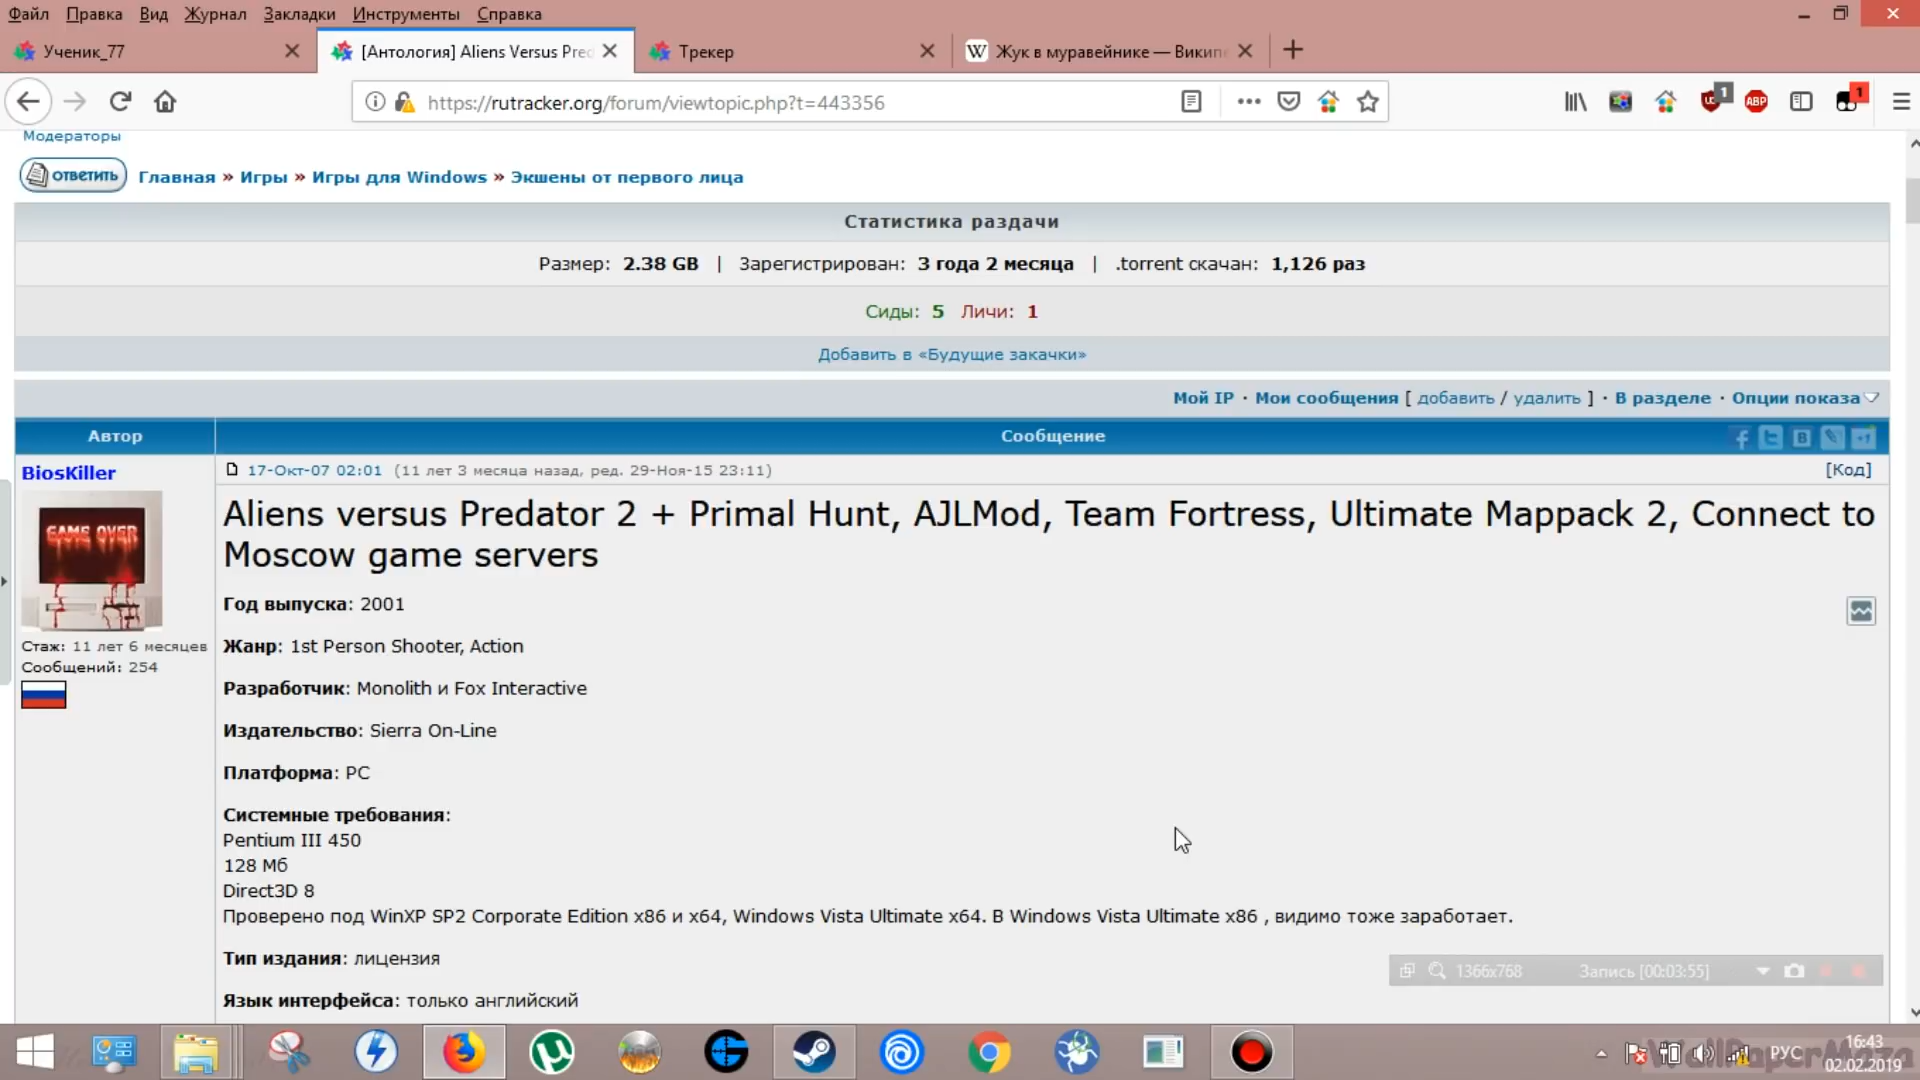 Файл Правка Вид Журнал Закладки Инструменты Справка
Ученик_77
[Антология] Aliens Versus Pred
Трекер
W Жук в муравейнике — Викип
https://rutracker.org/forum/viewtopic.php?t=443356
1
ABP
1
Модераторы
ответить
Главная » Игры » Игры для Windows » Экшены от первого лица
Статистика раздачи
Размер: 2.38 GB | Зарегистрирован: 3 года 2 месяца | .torrent скачан: 1,126 раз
Сиды: 5 Личи: 1
Добавить в «Будущие закачки»
Мой IP · Мои сообщения [ добавить / удалить ] · В разделе · Опции показа
Автор
Сообщение
BiosKiller
17-Окт-07 02:01 (11 лет 3 месяца назад, ред. 29-Ноя-15 23:11)
[Код]
GAME OVER
Стаж: 11 лет 6 месяцев
Сообщений: 254
Aliens versus Predator 2 + Primal Hunt, AJLMod, Team Fortress, Ultimate Mappack 2, Connect to
Moscow game servers
Год выпуска: 2001
Жанр: 1st Person Shooter, Action
Разработчик: Monolith и Fox Interactive
Издательство: Sierra On-Line
Платформа: PC
Системные требования:
Pentium III 450
128 Мб
Direct3D 8
Проверено под WinXP SP2 Corporate Edition x86 и x64, Windows Vista Ultimate x64. В Windows Vista Ultimate x86 , видимо тоже заработает.
Тип издания: лицензия
Язык интерфейса: только английский
1366x768
Запись [00:03:55]
РУС
16:43
02.02.2019